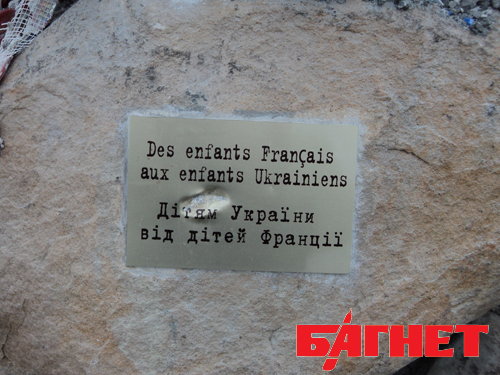 Des enfants Français
aux enfants Ukrainiens
Дітям України
від дітей Франції
БАГНЕТ